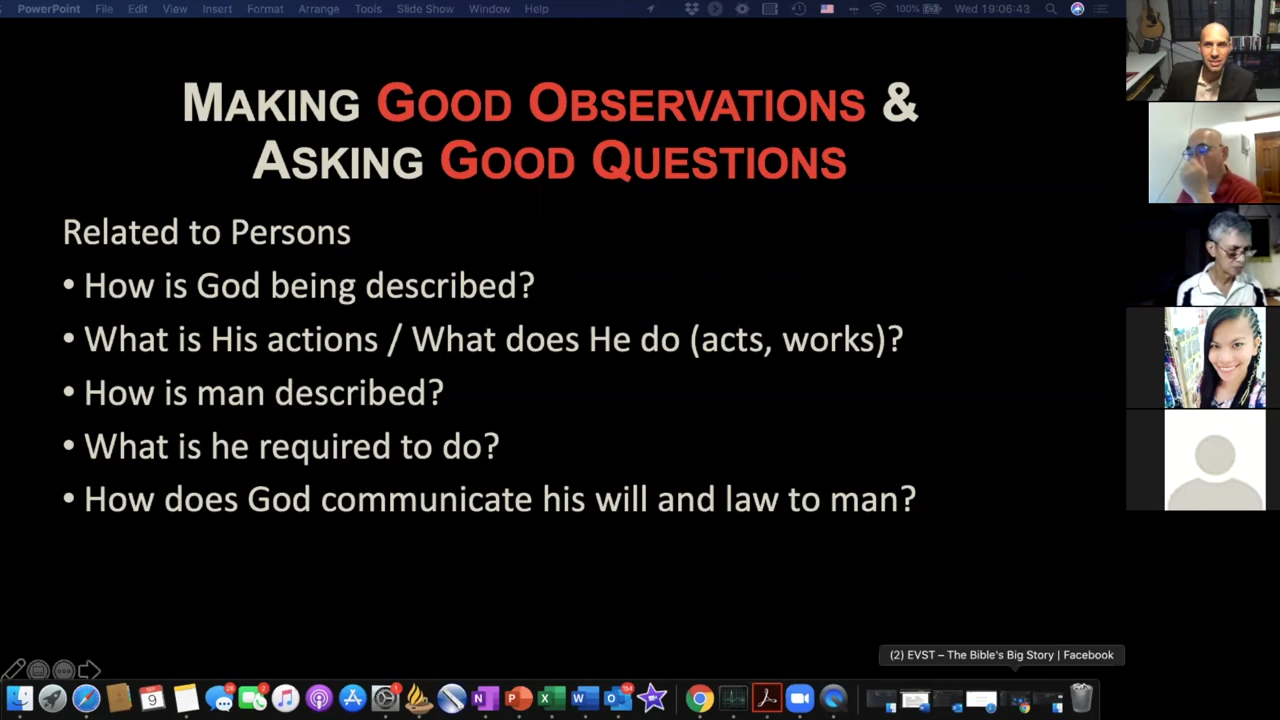 PowerPoint File Edit View Insert Format Arrange Tools Slide Show Window Help 100% Wed 19:06:43
MAKING GOOD OBSERVATIONS &
ASKING GOOD QUESTIONS
Related to Persons
• How is God being described?
• What is His actions / What does He do (acts, works)?
• How is man described?
• What is he required to do?
• How does God communicate his will and law to man?
(2) EVST – The Bible's Big Story | Facebook